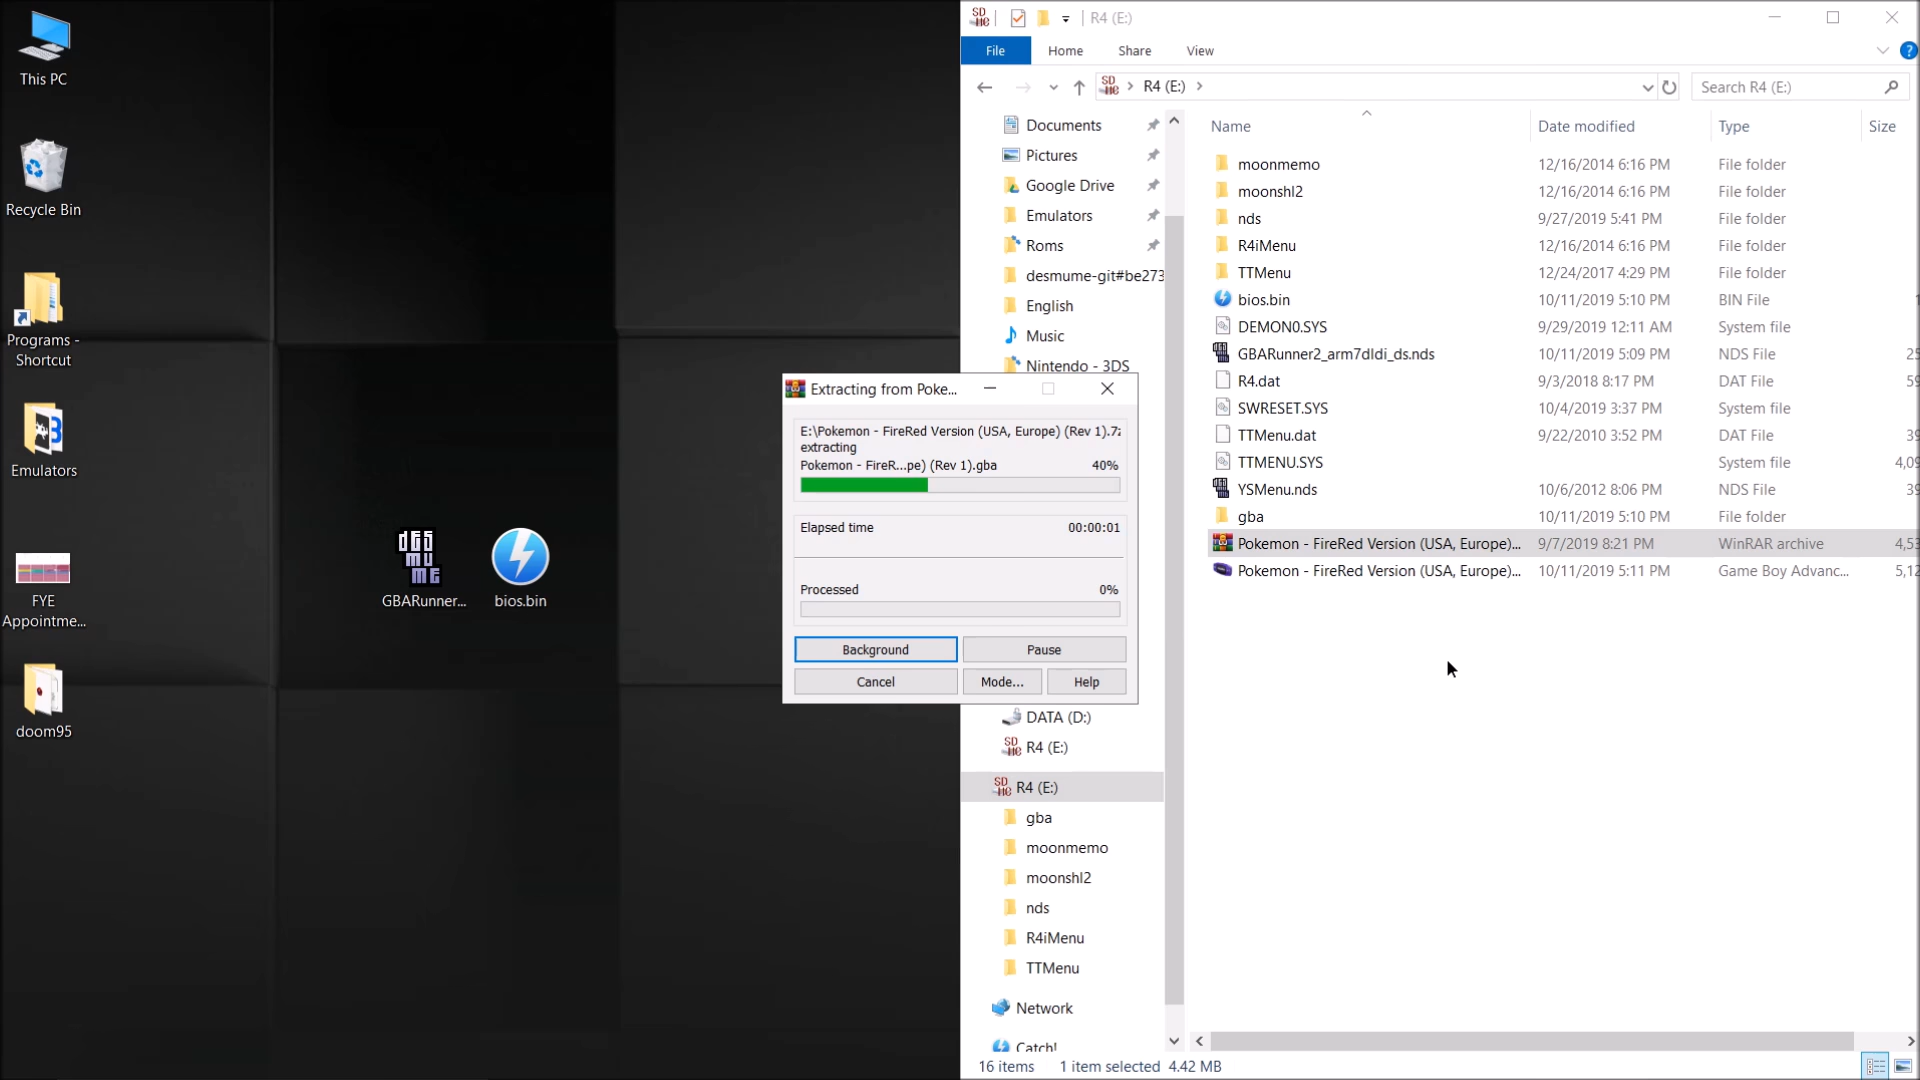 This PC
Recycle Bin
Programs -
Shortcut
Emulators
FYE
Appointme...
doom95
GBARunner...
bios.bin
R4 (E:)
File
Home
Share
View
R4 (E:)
Search R4 (E:)
Documents
Pictures
Google Drive
Emulators
Roms
desmume-git#be273
English
Music
Nintendo - 3DS
DATA (D:)
R4 (E:)
R4 (E:)
gba
moonmemo
moonshl2
nds
R4iMenu
TTMenu
Network
Catch!
Name Date modified Type Size
moonmemo 12/16/2014 6:16 PM File folder
moonshl2 12/16/2014 6:16 PM File folder
nds 9/27/2019 5:41 PM File folder
R4iMenu 12/16/2014 6:16 PM File folder
TTMenu 12/24/2017 4:29 PM File folder
bios.bin 10/11/2019 5:10 PM BIN File 1
DEMON0.SYS 9/29/2019 12:11 AM System file
GBARunner2_arm7dldi_ds.nds 10/11/2019 5:09 PM NDS File 25
R4.dat 9/3/2018 8:17 PM DAT File 59
SWRESET.SYS 10/4/2019 3:37 PM System file
TTMenu.dat 9/22/2010 3:52 PM DAT File 39
TTMENU.SYS System file 4,09
YSMenu.nds 10/6/2012 8:06 PM NDS File 39
gba 10/11/2019 5:10 PM File folder
Pokemon - FireRed Version (USA, Europe)... 9/7/2019 8:21 PM WinRAR archive 4,53
Pokemon - FireRed Version (USA, Europe)... 10/11/2019 5:11 PM Game Boy Advanc... 5,12
Extracting from Poke...
E:\Pokemon - FireRed Version (USA, Europe) (Rev 1).7z
extracting
Pokemon - FireR...pe) (Rev 1).gba 40%
Elapsed time 00:00:01
Processed 0%
Background
Pause
Cancel
Mode...
Help
16 items 1 item selected 4.42 MB